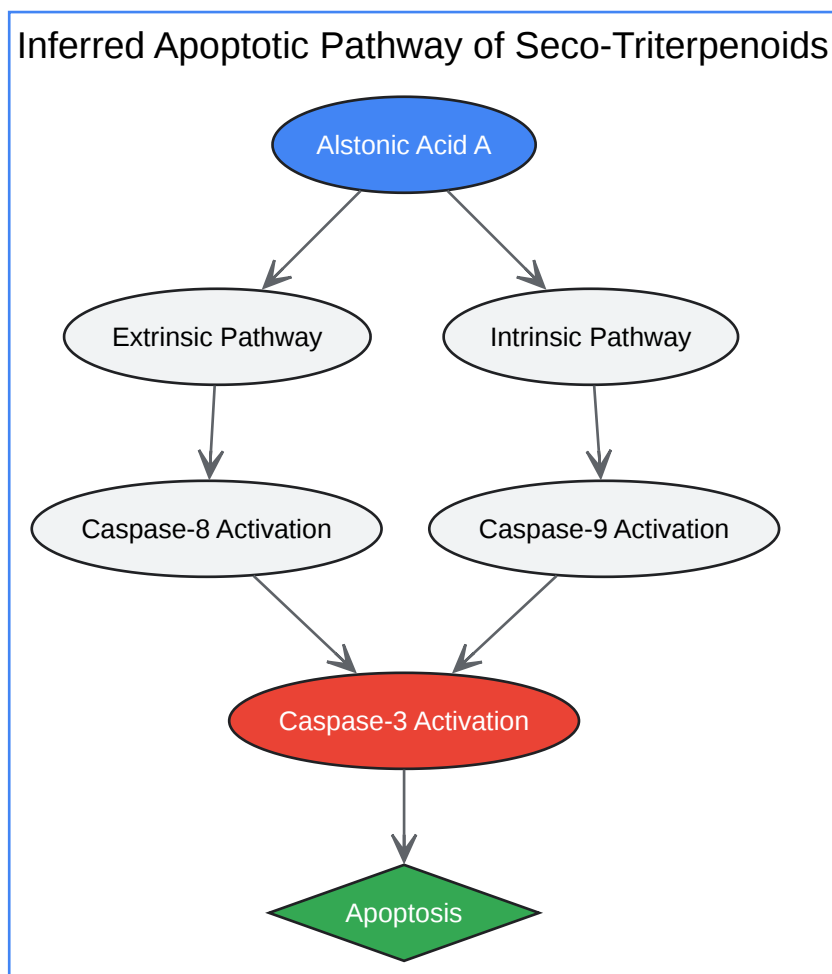 Inferred Apoptotic Pathway of Seco-Triterpenoids
Alstonic Acid A
Extrinsic Pathway
Intrinsic Pathway
Caspase-8 Activation
Caspase-9 Activation
Caspase-3 Activation
Apoptosis